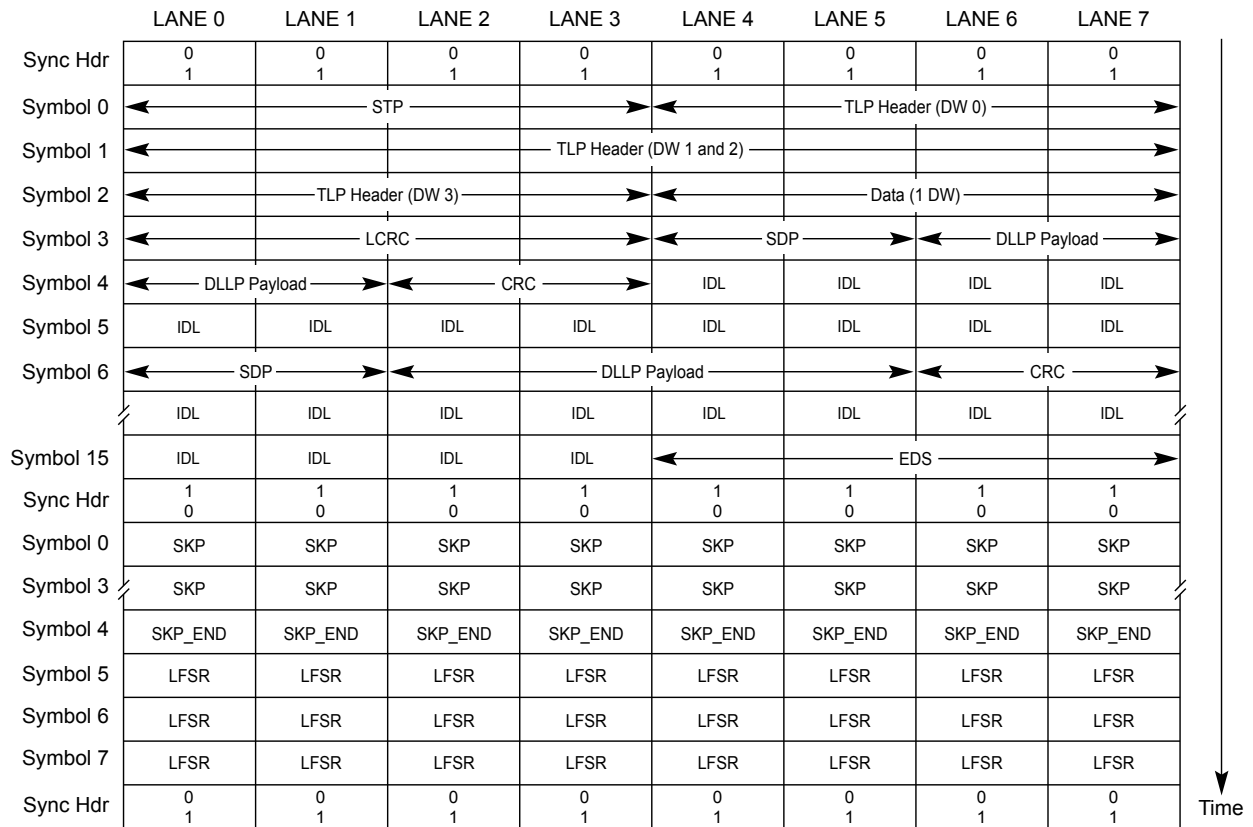 LANE 0 LANE 1 LANE 2 LANE 3 LANE 4 LANE 5 LANE 6 LANE 7
Sync Hdr 0 0 0 0 0 0 0 0
1 1 1 1 1 1 1 1
Symbol 0 STP TLP Header (DW 0)
Symbol 1 TLP Header (DW 1 and 2)
Symbol 2 TLP Header (DW 3) Data (1 DW)
Symbol 3 LCRC SDP DLLP Payload
Symbol 4 DLLP Payload CRC IDL IDL IDL IDL
Symbol 5 IDL IDL IDL IDL IDL IDL IDL IDL
Symbol 6 SDP DLLP Payload CRC
IDL IDL IDL IDL IDL IDL IDL IDL
Symbol 15 IDL IDL IDL IDL EDS
Sync Hdr 1 1 1 1 1 1 1 1
0 0 0 0 0 0 0 0
Symbol 0 SKP SKP SKP SKP SKP SKP SKP SKP
Symbol 3 SKP SKP SKP SKP SKP SKP SKP SKP
Symbol 4 SKP_END SKP_END SKP_END SKP_END SKP_END SKP_END SKP_END SKP_END
Symbol 5 LFSR LFSR LFSR LFSR LFSR LFSR LFSR LFSR
Symbol 6 LFSR LFSR LFSR LFSR LFSR LFSR LFSR LFSR
Symbol 7 LFSR LFSR LFSR LFSR LFSR LFSR LFSR LFSR
Sync Hdr 0 0 0 0 0 0 0 0
1 1 1 1 1 1 1 1
Time